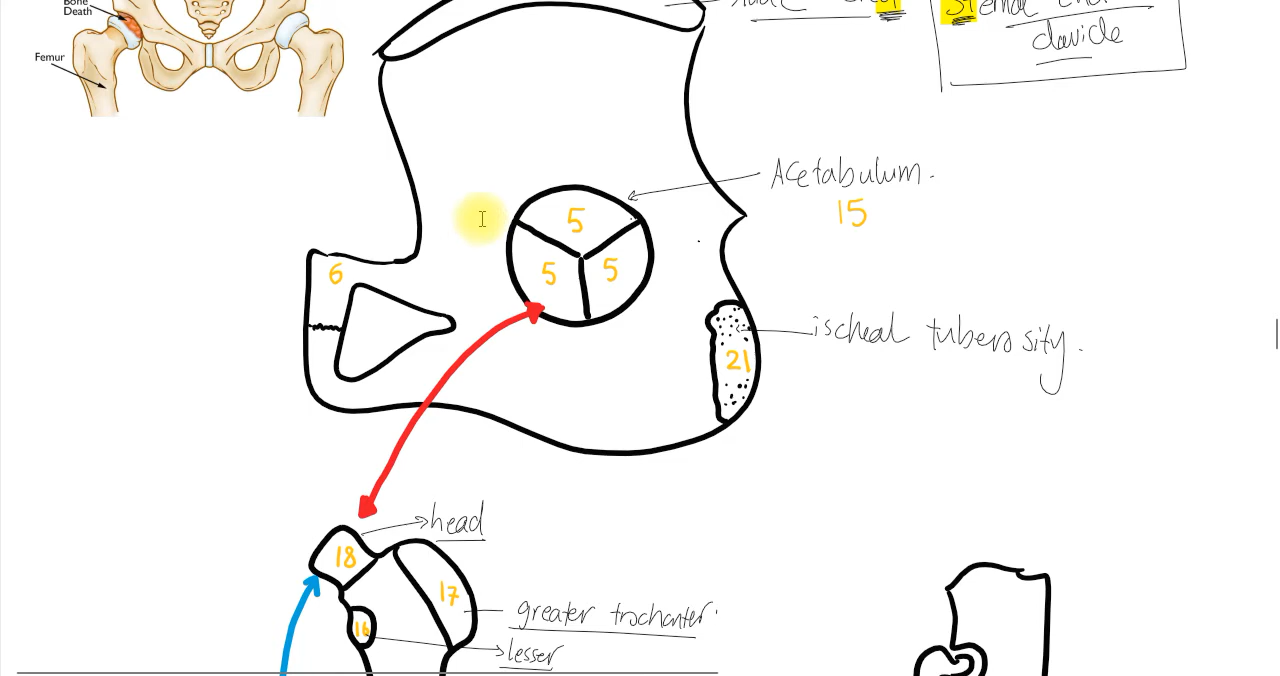 Bone
Death
Femur
clavicle
Acetabulum.
15
5
5
5
6
ischeal tuberosity.
21
head
18
17
greater trochanter.
16
lesser